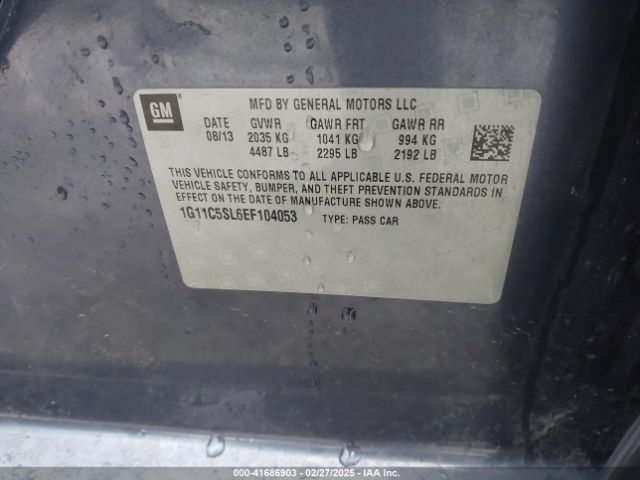 GM
MFD BY GENERAL MOTORS LLC
DATE GVWR GAWR FRT GAWR RR
08/13 2035 KG 1041 KG 994 KG
4487 LB 2295 LB 2192 LB
THIS VEHICLE CONFORMS TO ALL APPLICABLE U.S. FEDERAL MOTOR
VEHICLE SAFETY, BUMPER, AND THEFT PREVENTION STANDARDS IN
EFFECT ON THE DATE OF MANUFACTURE SHOWN ABOVE.
1G11C5SL6EF104053 TYPE: PASS CAR
000-41686903 / 02/27/2025 / IAA Inc.